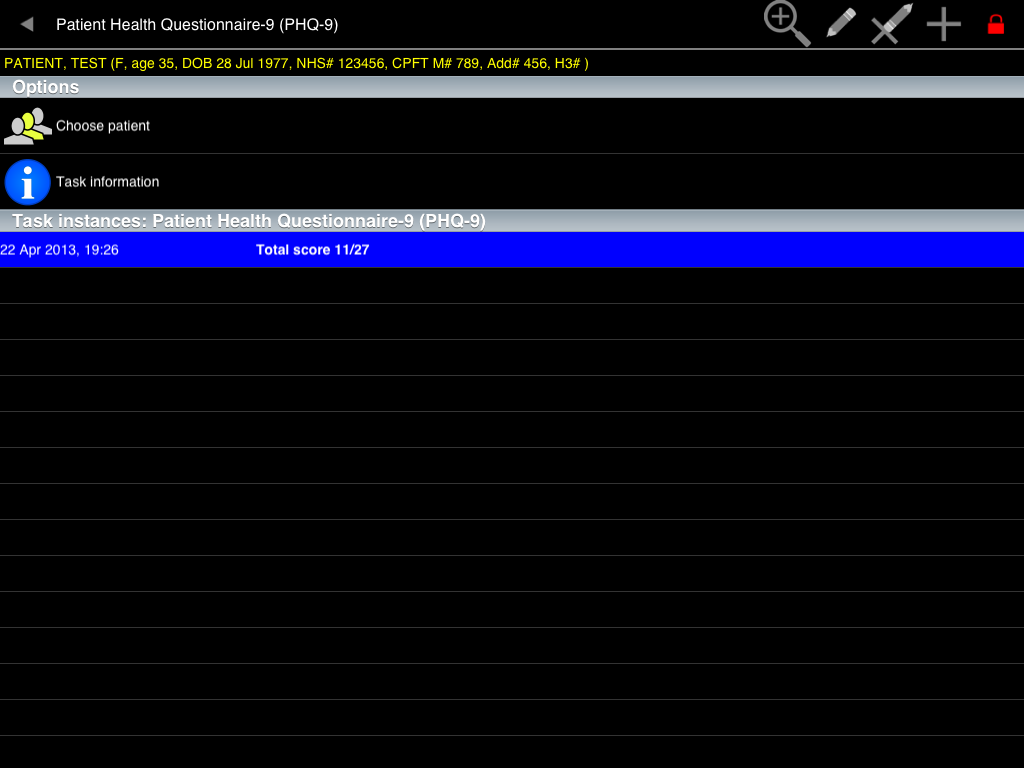 Patient Health Questionnaire-9 (PHQ-9)
PATIENT, TEST (F, age 35, DOB 28 Jul 1977, NHS# 123456, CPFT M# 789, Add# 456, H3# )
Options
Choose patient
Task information
Task instances: Patient Health Questionnaire-9 (PHQ-9)
22 Apr 2013, 19:26 Total score 11/27